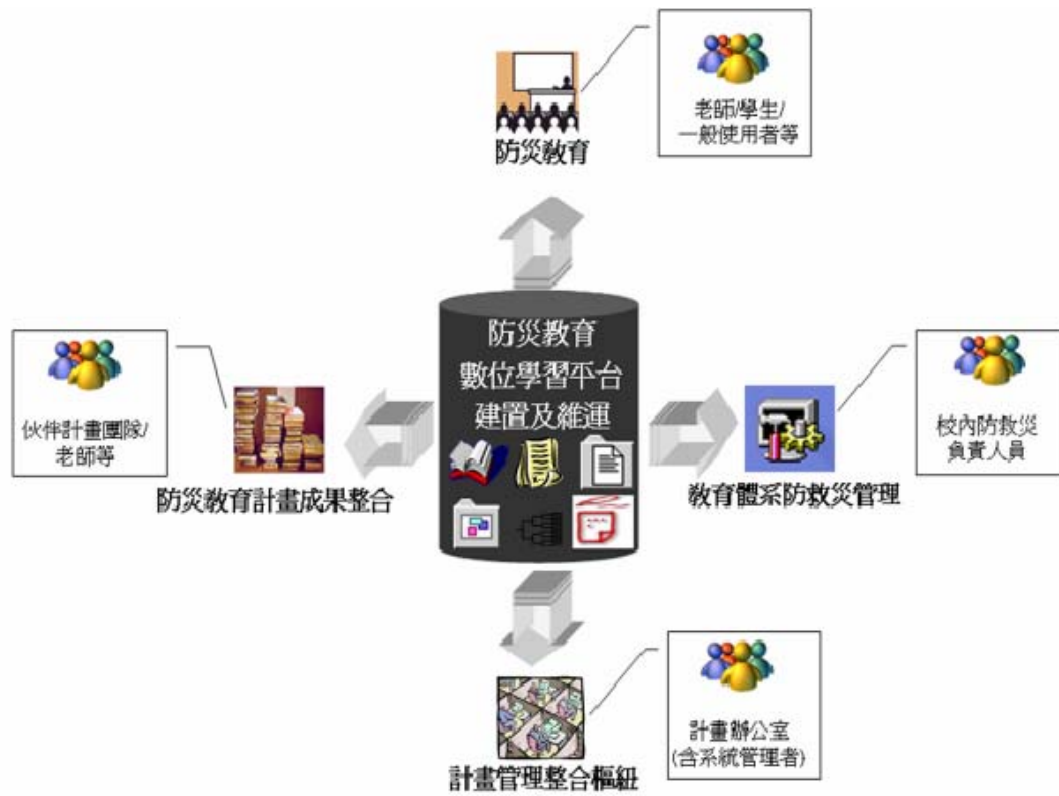 老師/學生/
一般使用者等
防災教育
防災教育
數位學習平台
建置及維運
伙伴計畫團隊/
老師等
防災教育計畫成果整合
校內防救災
負責人員
教育體系防救災管理
計畫辦公室
(含系統管理者)
計畫管理整合樞紐